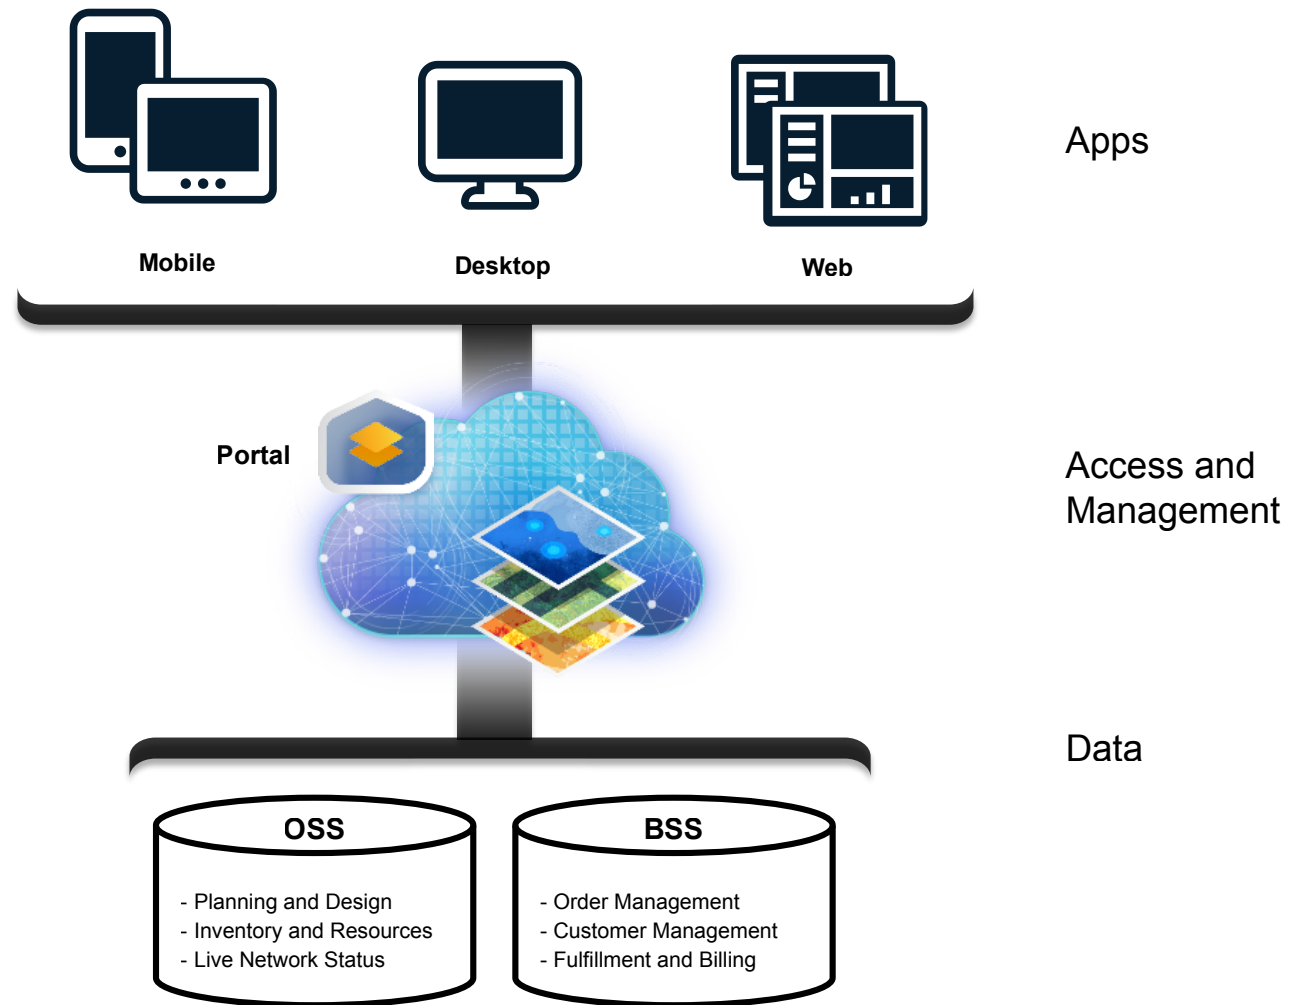 Apps
Mobile
Desktop
Web
Portal
Access and
Management
Data
OSS
- Planning and Design
- Inventory and Resources
- Live Network Status
BSS
- Order Management
- Customer Management
- Fulfillment and Billing